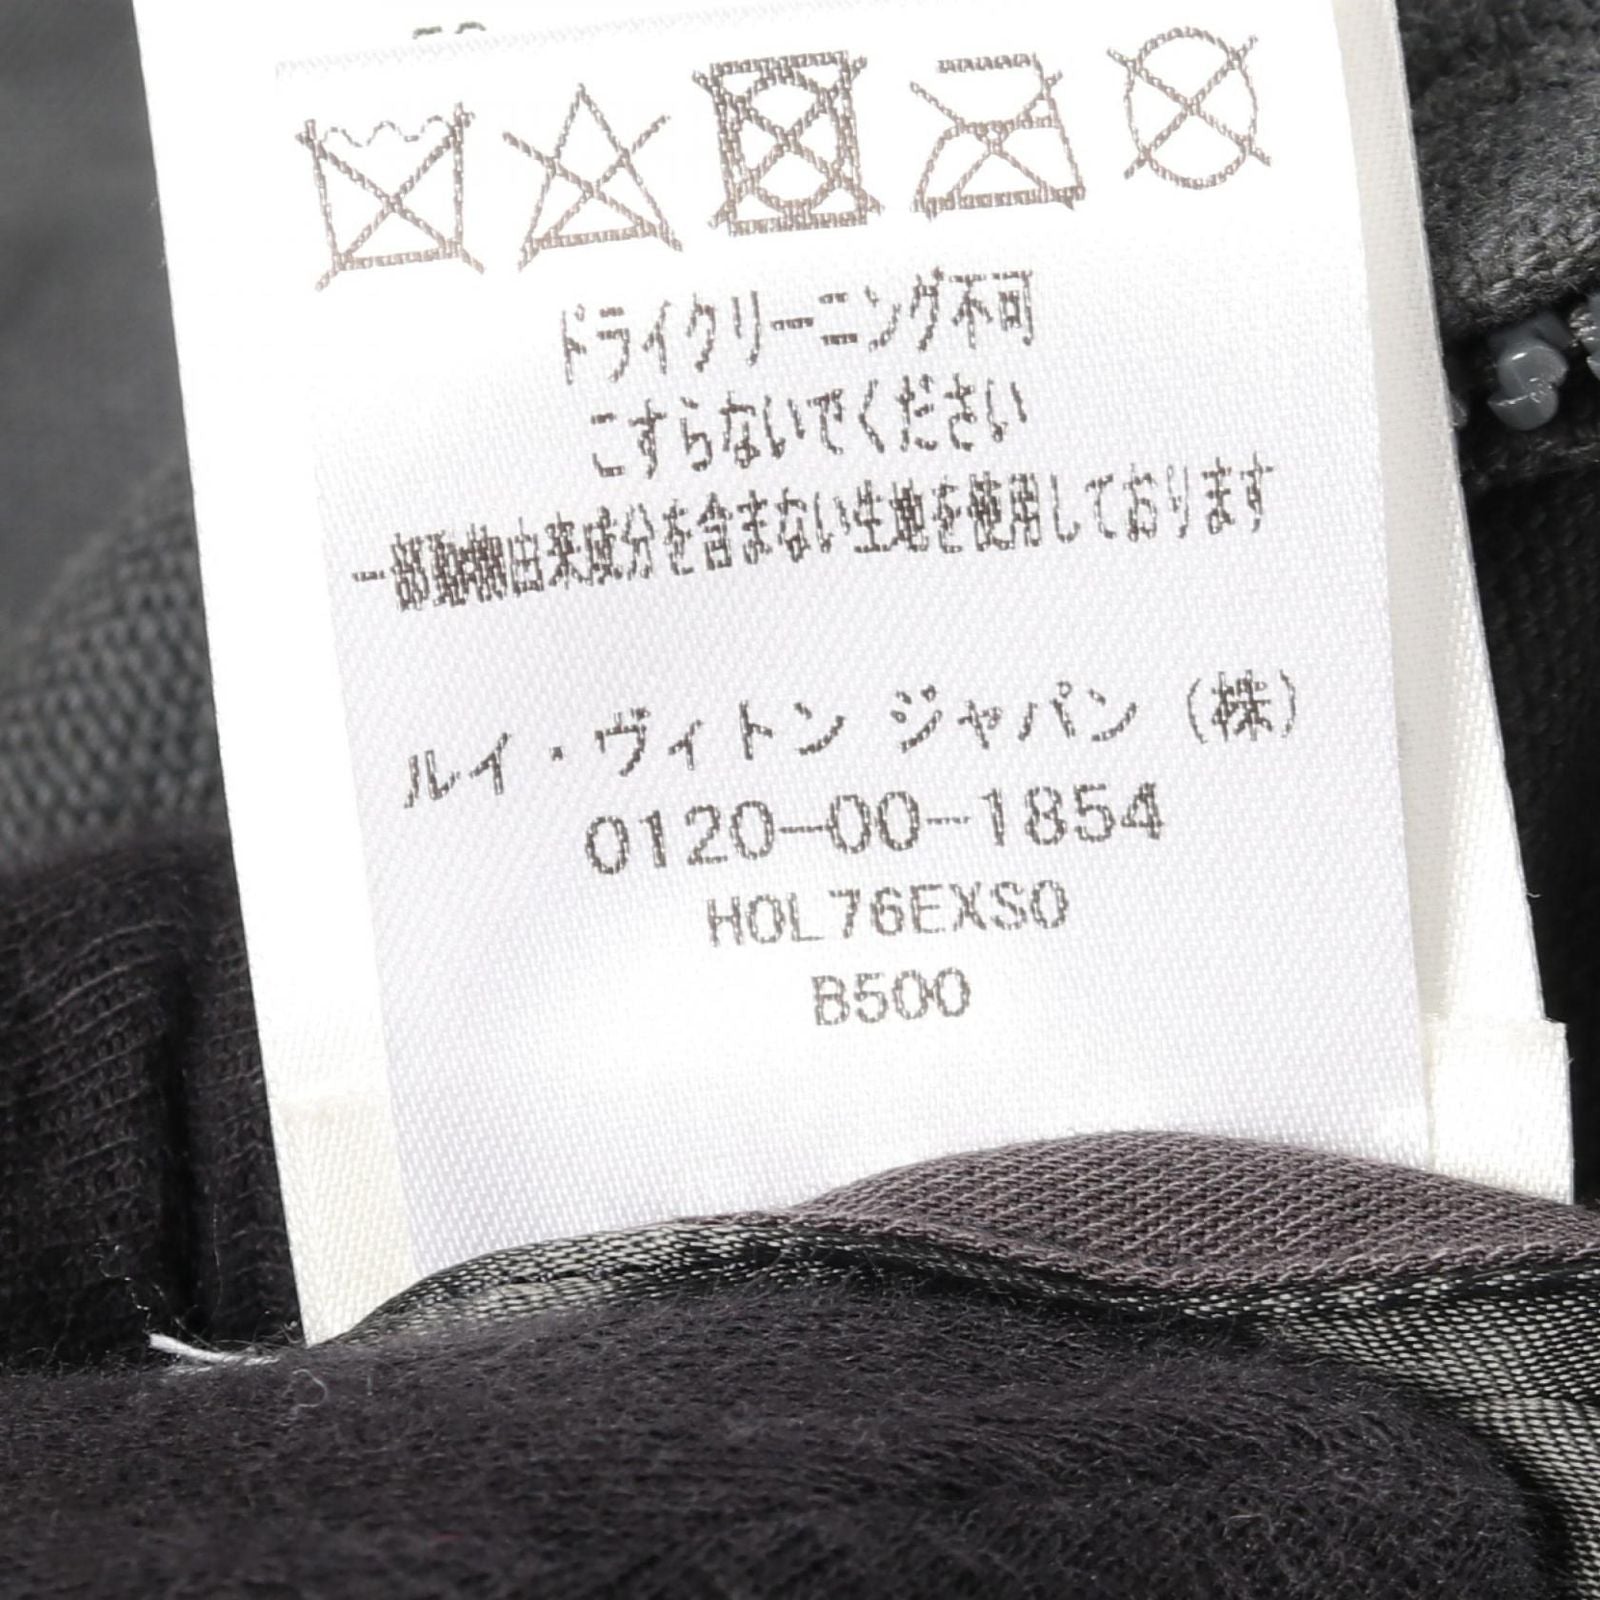 ドライクリーニング不可
こすらないでください
一部動物由来成分を含まない生地を使用しております
ルイ・ヴィトン ジャパン (株)
0120-00-1854
HOL76EXSO
B500